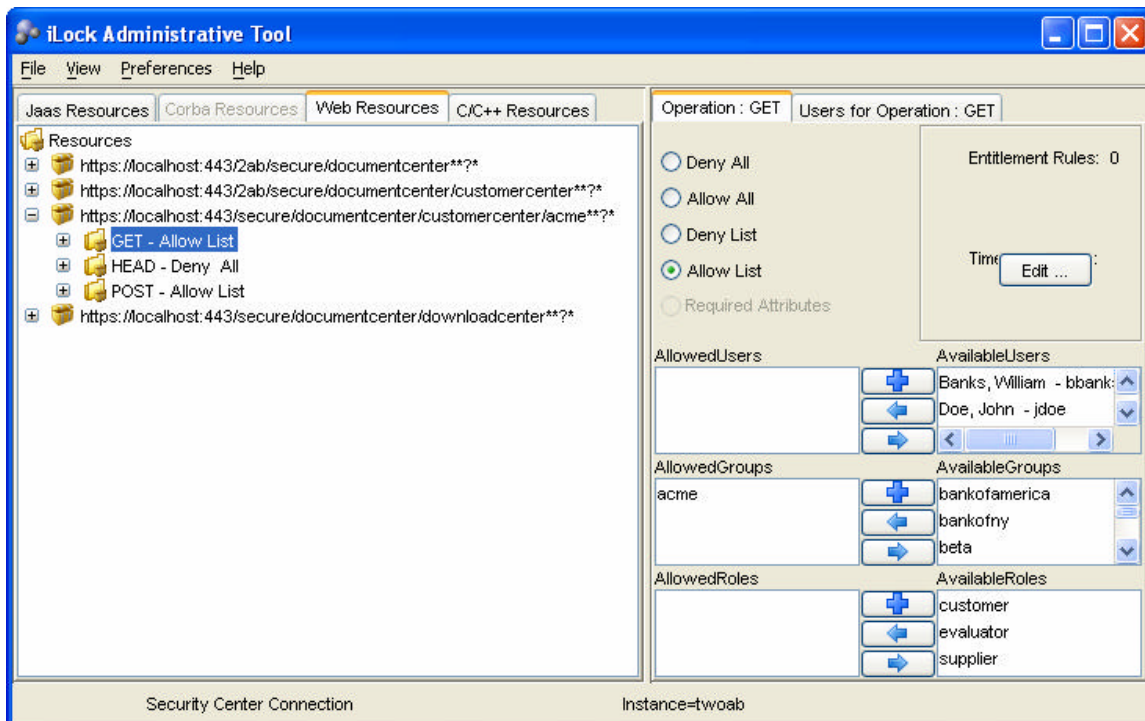 iLock Administrative Tool
File View Preferences Help
Jaas Resources Corba Resources Web Resources C/C++ Resources
Resources
https://localhost:443/2ab/secure/documentcenter**?*
https://localhost:443/2ab/secure/documentcenter/customercenter**?*
https://localhost:443/secure/documentcenter/customercenter/acme**?*
GET - Allow List
HEAD - Deny All
POST - Allow List
https://localhost:443/secure/documentcenter/downloadcenter**?*
Operation : GET Users for Operation : GET
Deny All
Allow All
Deny List
Allow List
Required Attributes
Entitlement Rules: 0
Edit ... :
AllowedUsers AvailableUsers
Banks, William - bbanks
Doe, John - jdoe
AllowedGroups AvailableGroups
acme bankofamerica
bankofny
beta
AllowedRoles AvailableRoles
customer
evaluator
supplier
Security Center Connection Instance=twoab